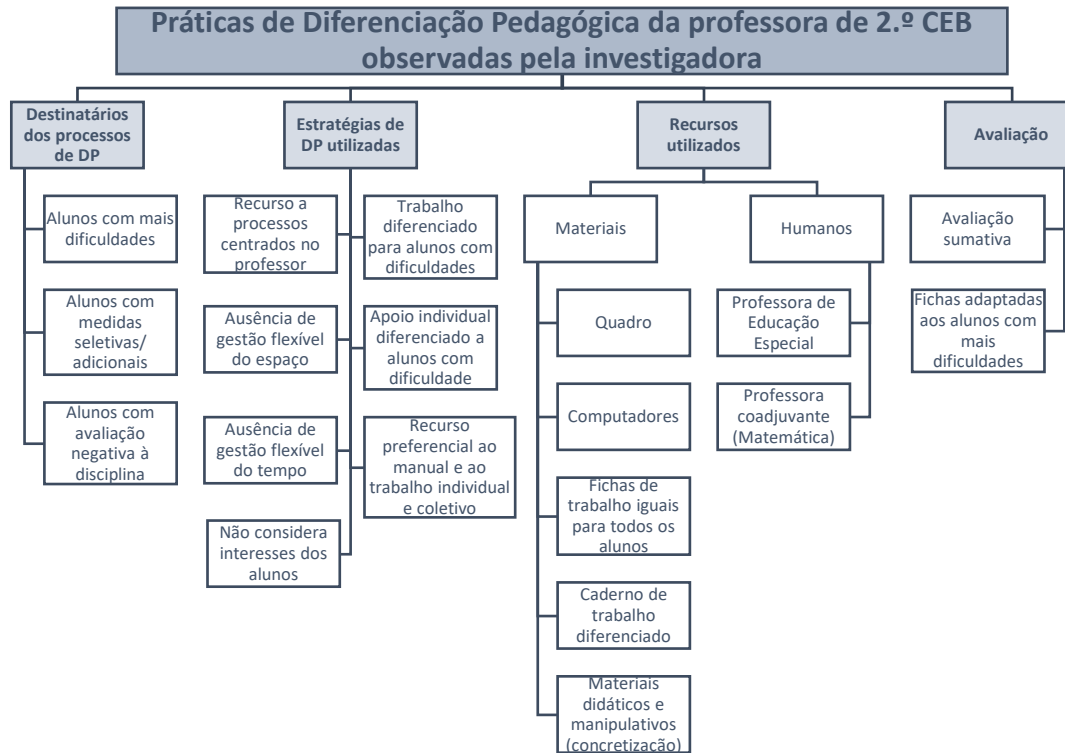 Práticas de Diferenciação Pedagógica da professora de 2.º CEB
observadas pela investigadora
Destinatários
dos processos
de DP
Alunos com mais
dificuldades
Alunos com
medidas
seletivas/
adicionais
Alunos com
avaliação
negativa à
disciplina
Estratégias de
DP utilizadas
Recurso a
processos
centrados no
professor
Trabalho
diferenciado
para alunos com
dificuldades
Ausência de
gestão flexível
do espaço
Apoio individual
diferenciado a
alunos com
dificuldade
Ausência de
gestão flexível
do tempo
Recurso
preferencial ao
manual e ao
trabalho individual
e coletivo
Não considera
interesses dos
alunos
Recursos
utilizados
Materiais
Quadro
Computadores
Fichas de
trabalho iguais
para todos os
alunos
Caderno de
trabalho
diferenciado
Materiais
didáticos e
manipulativos
(concretização)
Humanos
Professora de
Educação
Especial
Professora
coadjuvante
(Matemática)
Avaliação
Avaliação
sumativa
Fichas adaptadas
aos alunos com
mais
dificuldades